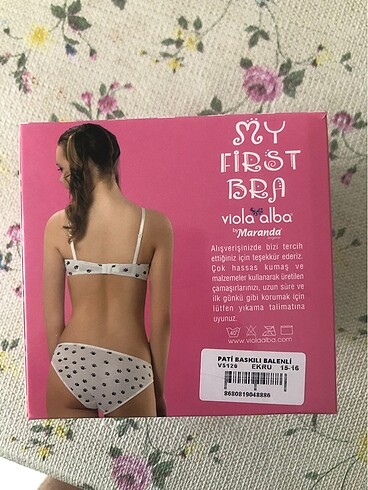 MY
FIRST
BRA
viola alba
by Maranda
Alışverişinizde bizi tercih
ettiğiniz için teşekkür ederiz.
Çok hassas kumaş ve
malzemeler kullanarak üretilen
çamaşırlarınızı, uzun süre ve
ilk günkü gibi korumak için
lütfen yıkama talimatına
uyunuz.
www.violaalba.com
PATİ BASKILI BALENLİ
VS120 EKRU 15-16
8680819048886